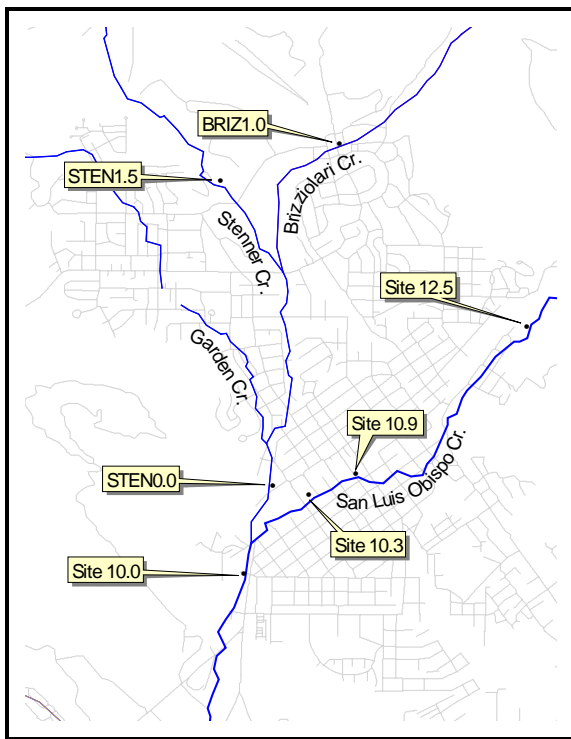 BRIZ1.0
STEN1.5
Brizziolari Cr.
Stenner Cr.
Site 12.5
Garden Cr.
Site 10.9
STEN0.0
San Luis Obispo Cr.
Site 10.3
Site 10.0